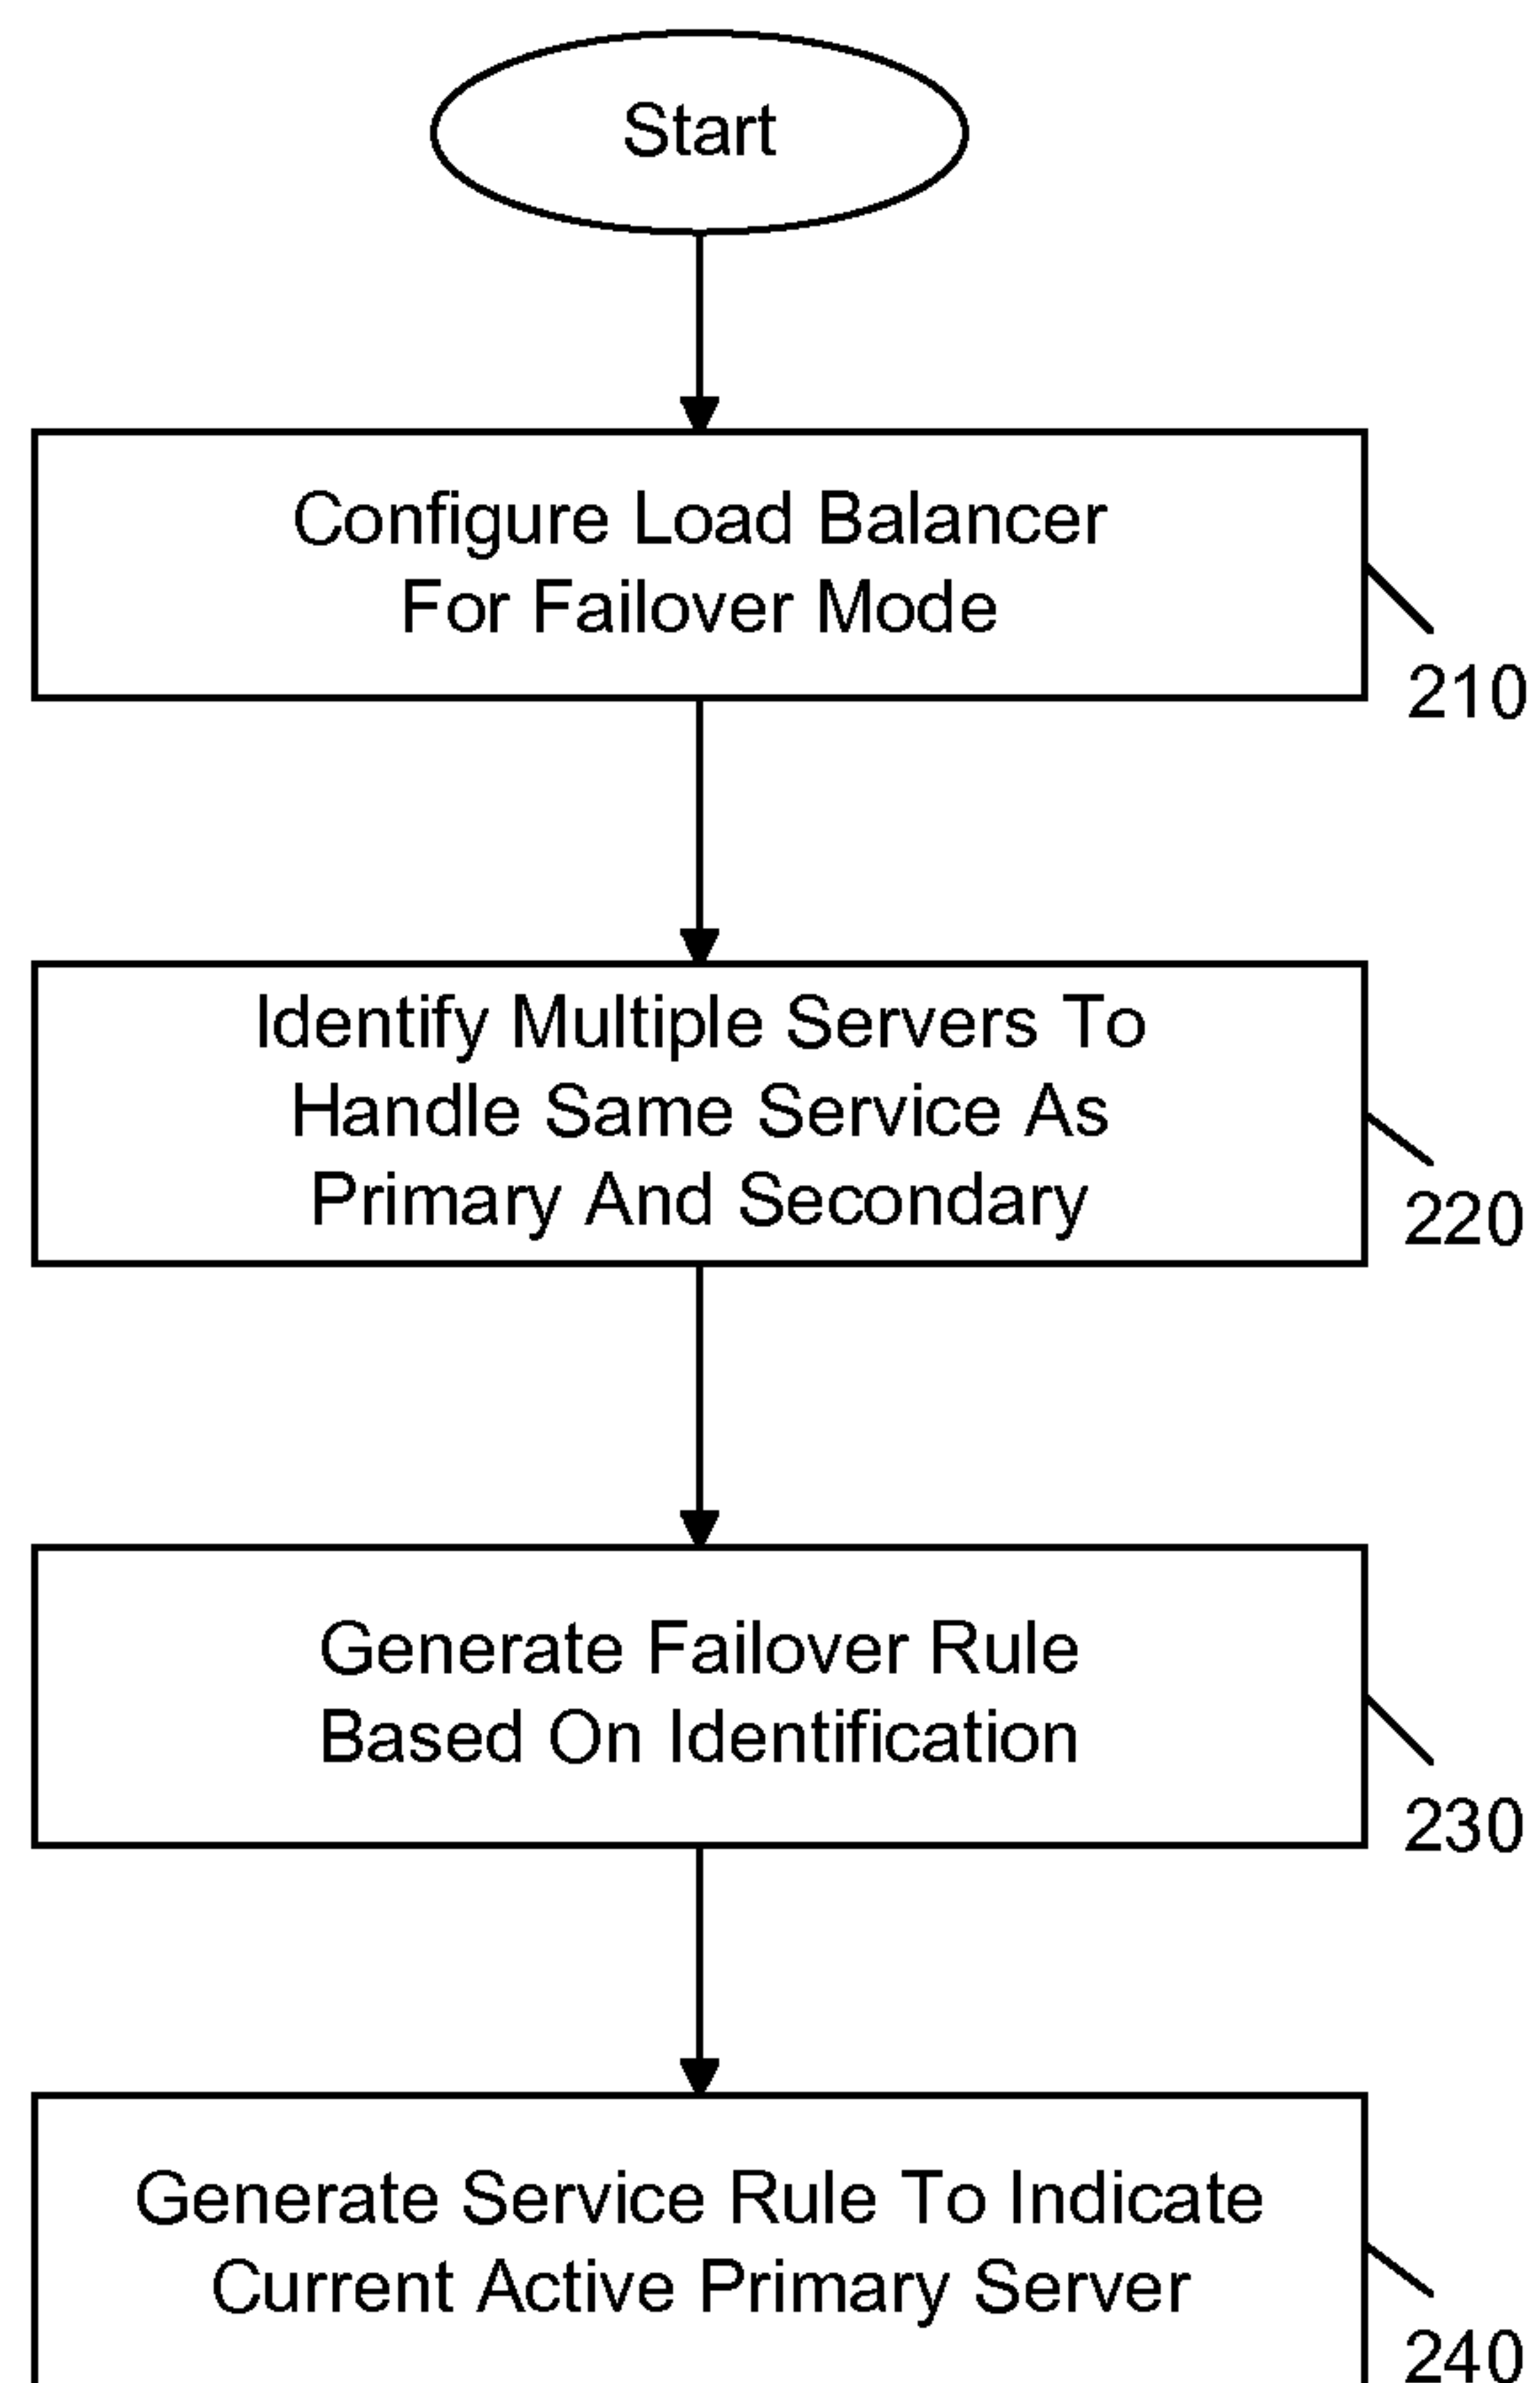 Start
Configure Load Balancer
For Failover Mode
210
Identify Multiple Servers To
Handle Same Service As
Primary And Secondary
220
Generate Failover Rule
Based On Identification
230
Generate Service Rule To Indicate
Current Active Primary Server
240